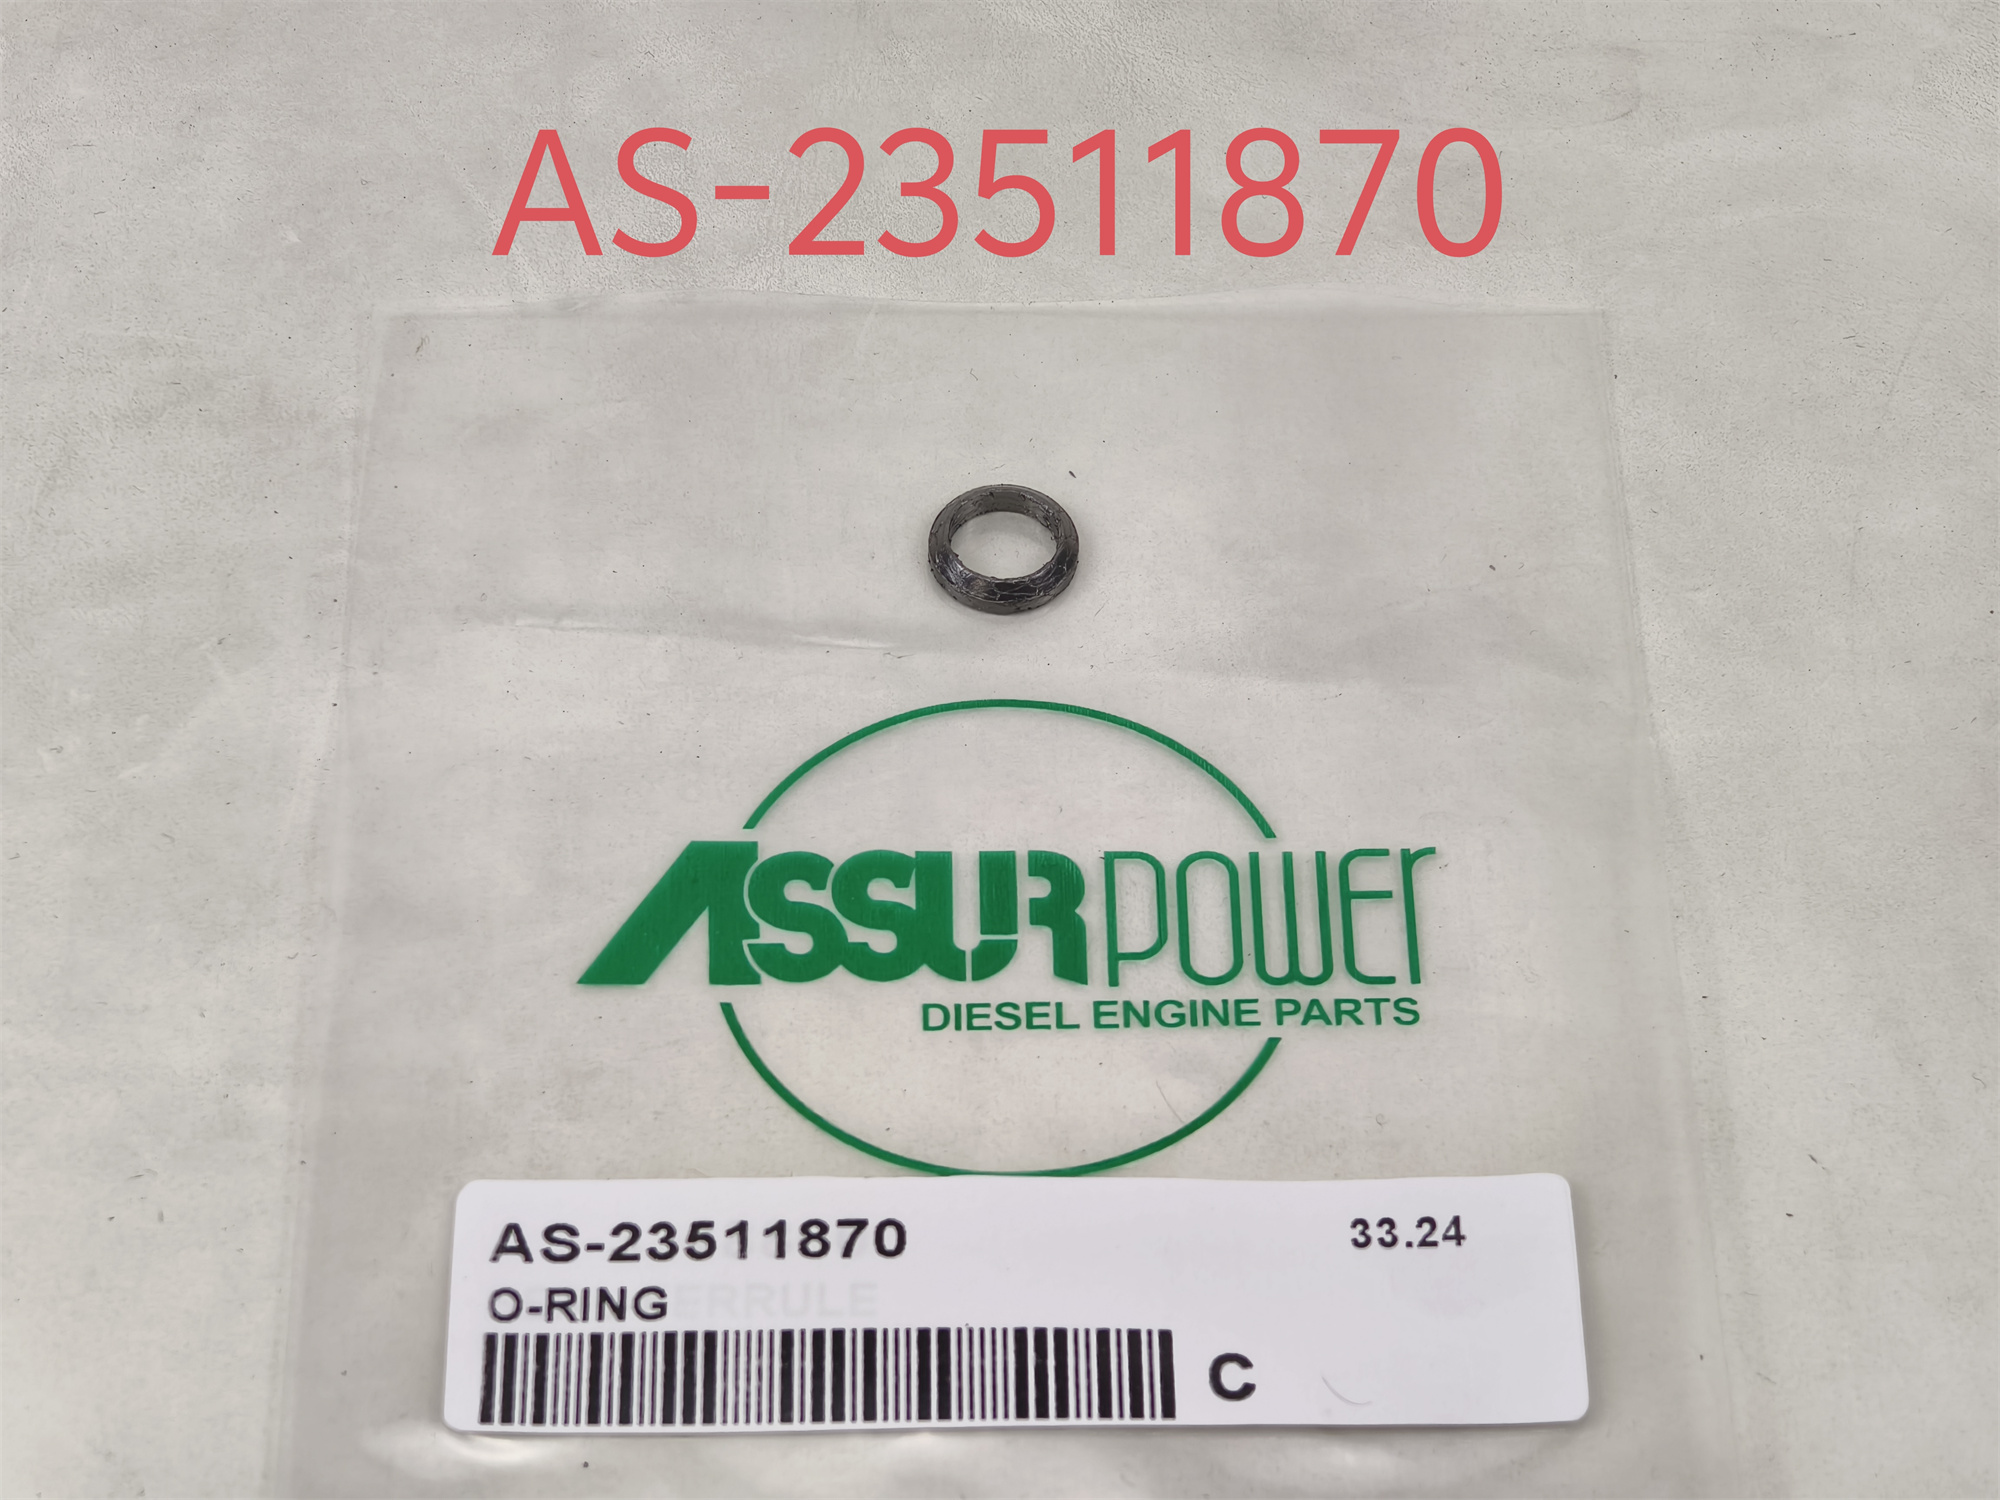 AS-23511870
ASSURPOWER
DIESEL ENGINE PARTS
AS-23511870
33.24
O-RING
C